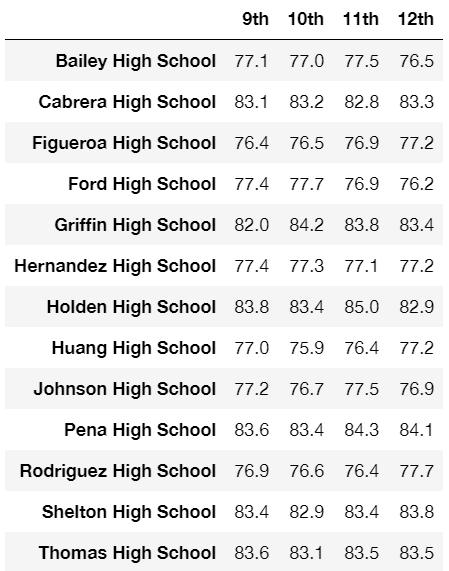 9th 10th 11th 12th
Bailey High School 77.1 77.0 77.5 76.5
Cabrera High School 83.1 83.2 82.8 83.3
Figueroa High School 76.4 76.5 76.9 77.2
Ford High School 77.4 77.7 76.9 76.2
Griffin High School 82.0 84.2 83.8 83.4
Hernandez High School 77.4 77.3 77.1 77.2
Holden High School 83.8 83.4 85.0 82.9
Huang High School 77.0 75.9 76.4 77.2
Johnson High School 77.2 76.7 77.5 76.9
Pena High School 83.6 83.4 84.3 84.1
Rodriguez High School 76.9 76.6 76.4 77.7
Shelton High School 83.4 82.9 83.4 83.8
Thomas High School 83.6 83.1 83.5 83.5